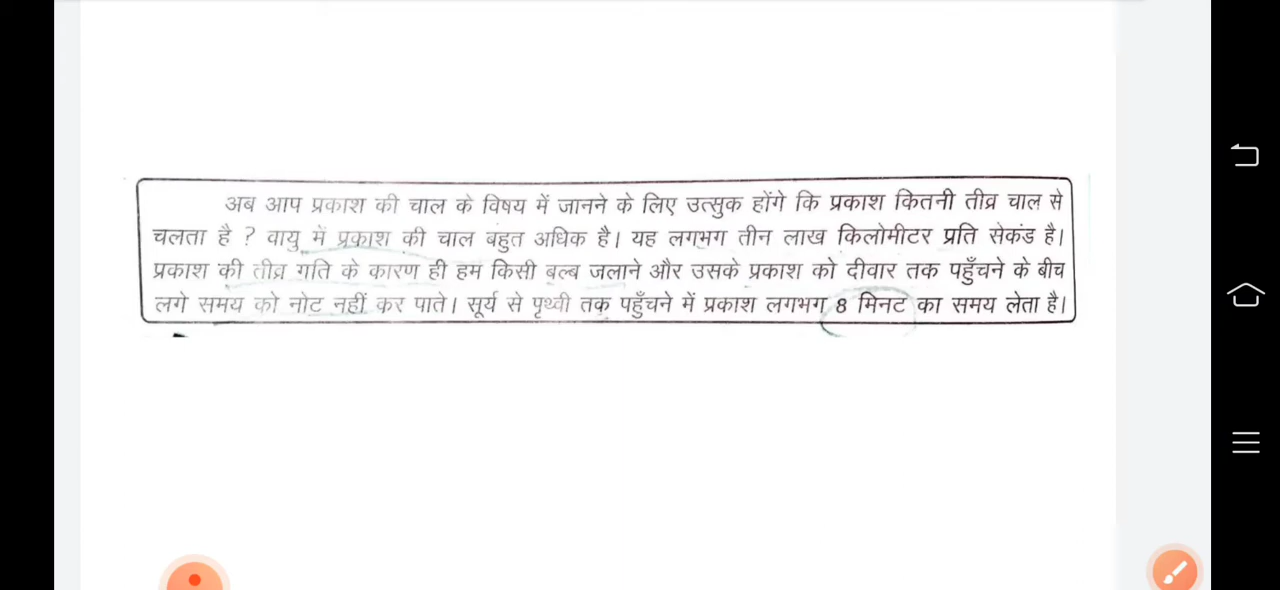 अब आप प्रकाश की चाल के विषय में जानने के लिए उत्सुक होंगे कि प्रकाश कितनी तीव्र चाल से
चलता है ? वायु में प्रकाश की चाल बहुत अधिक है। यह लगभग तीन लाख किलोमीटर प्रति सेकंड है।
प्रकाश की तीव्र गति के कारण ही हम किसी बल्ब जलाने और उसके प्रकाश को दीवार तक पहुँचने के बीच
लगे समय को नोट नहीं कर पाते। सूर्य से पृथ्वी तक पहुँचने में प्रकाश लगभग 8 मिनट का समय लेता है।